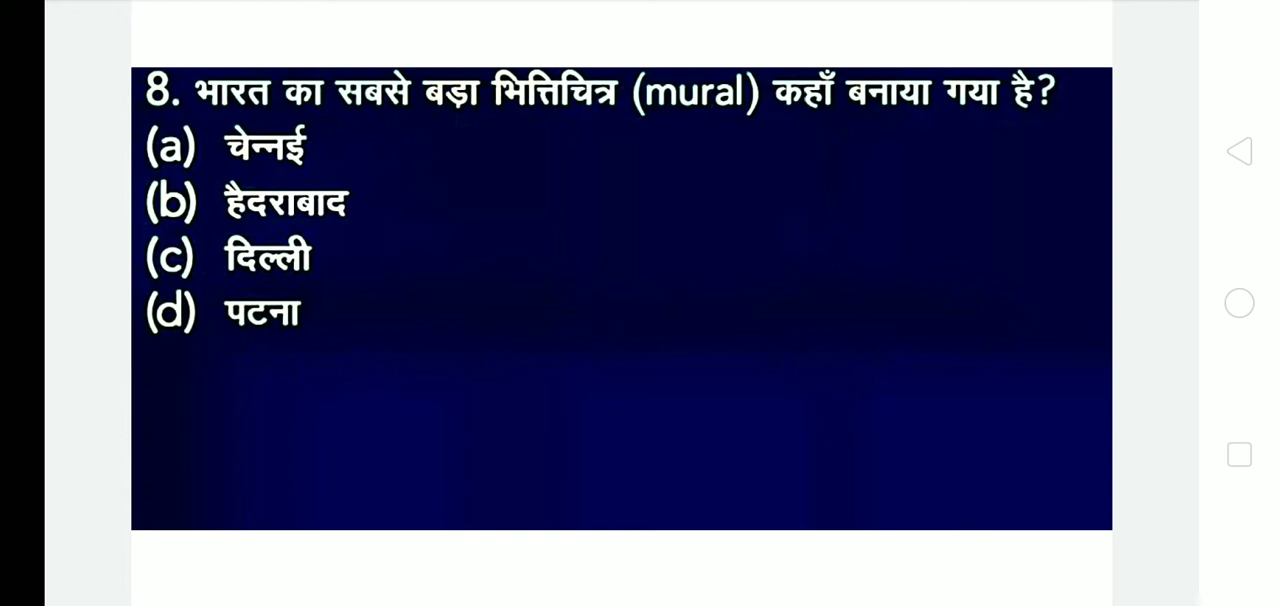 8. भारत का सबसे बड़ा भित्तिचित्र (mural) कहाँ बनाया गया है?
(a) चेन्नई
(b) हैदराबाद
(c) दिल्ली
(d) पटना